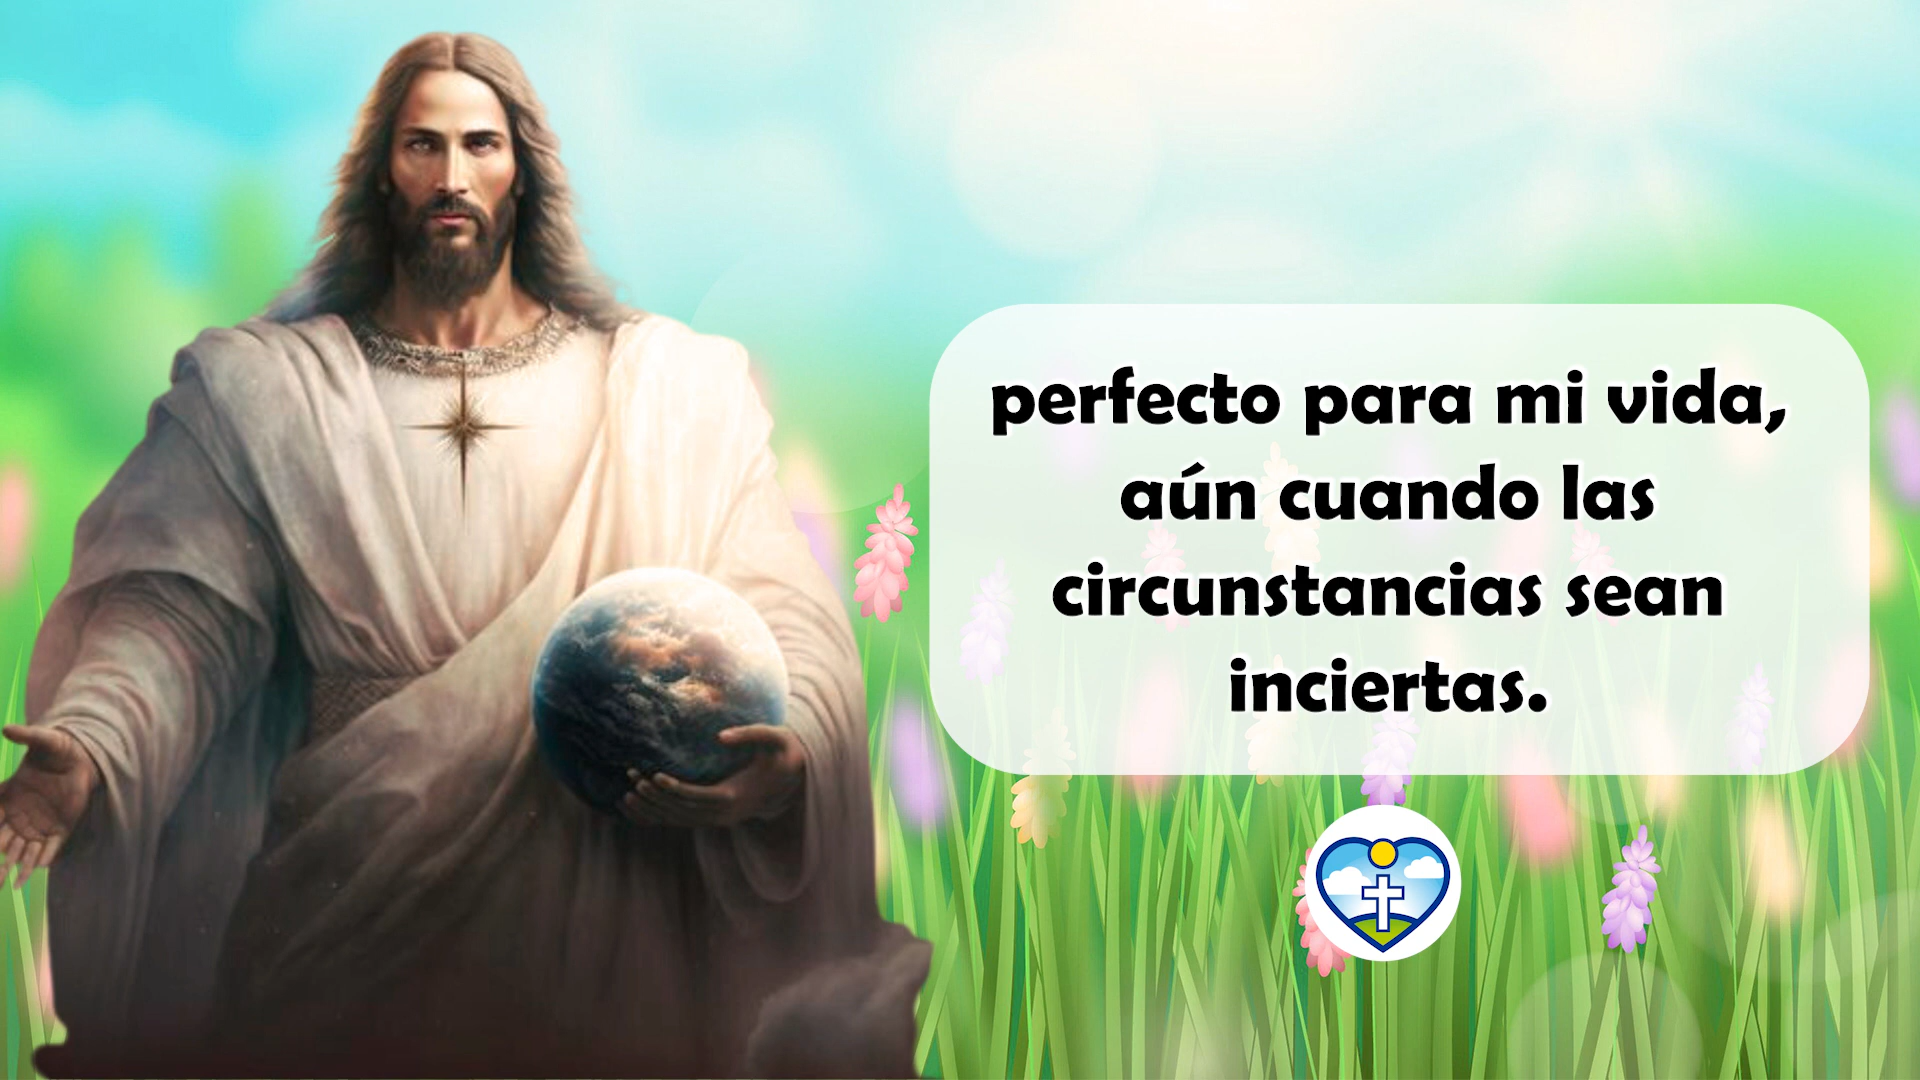 perfecto para mi vida,
aún cuando las
circunstancias sean
inciertas.